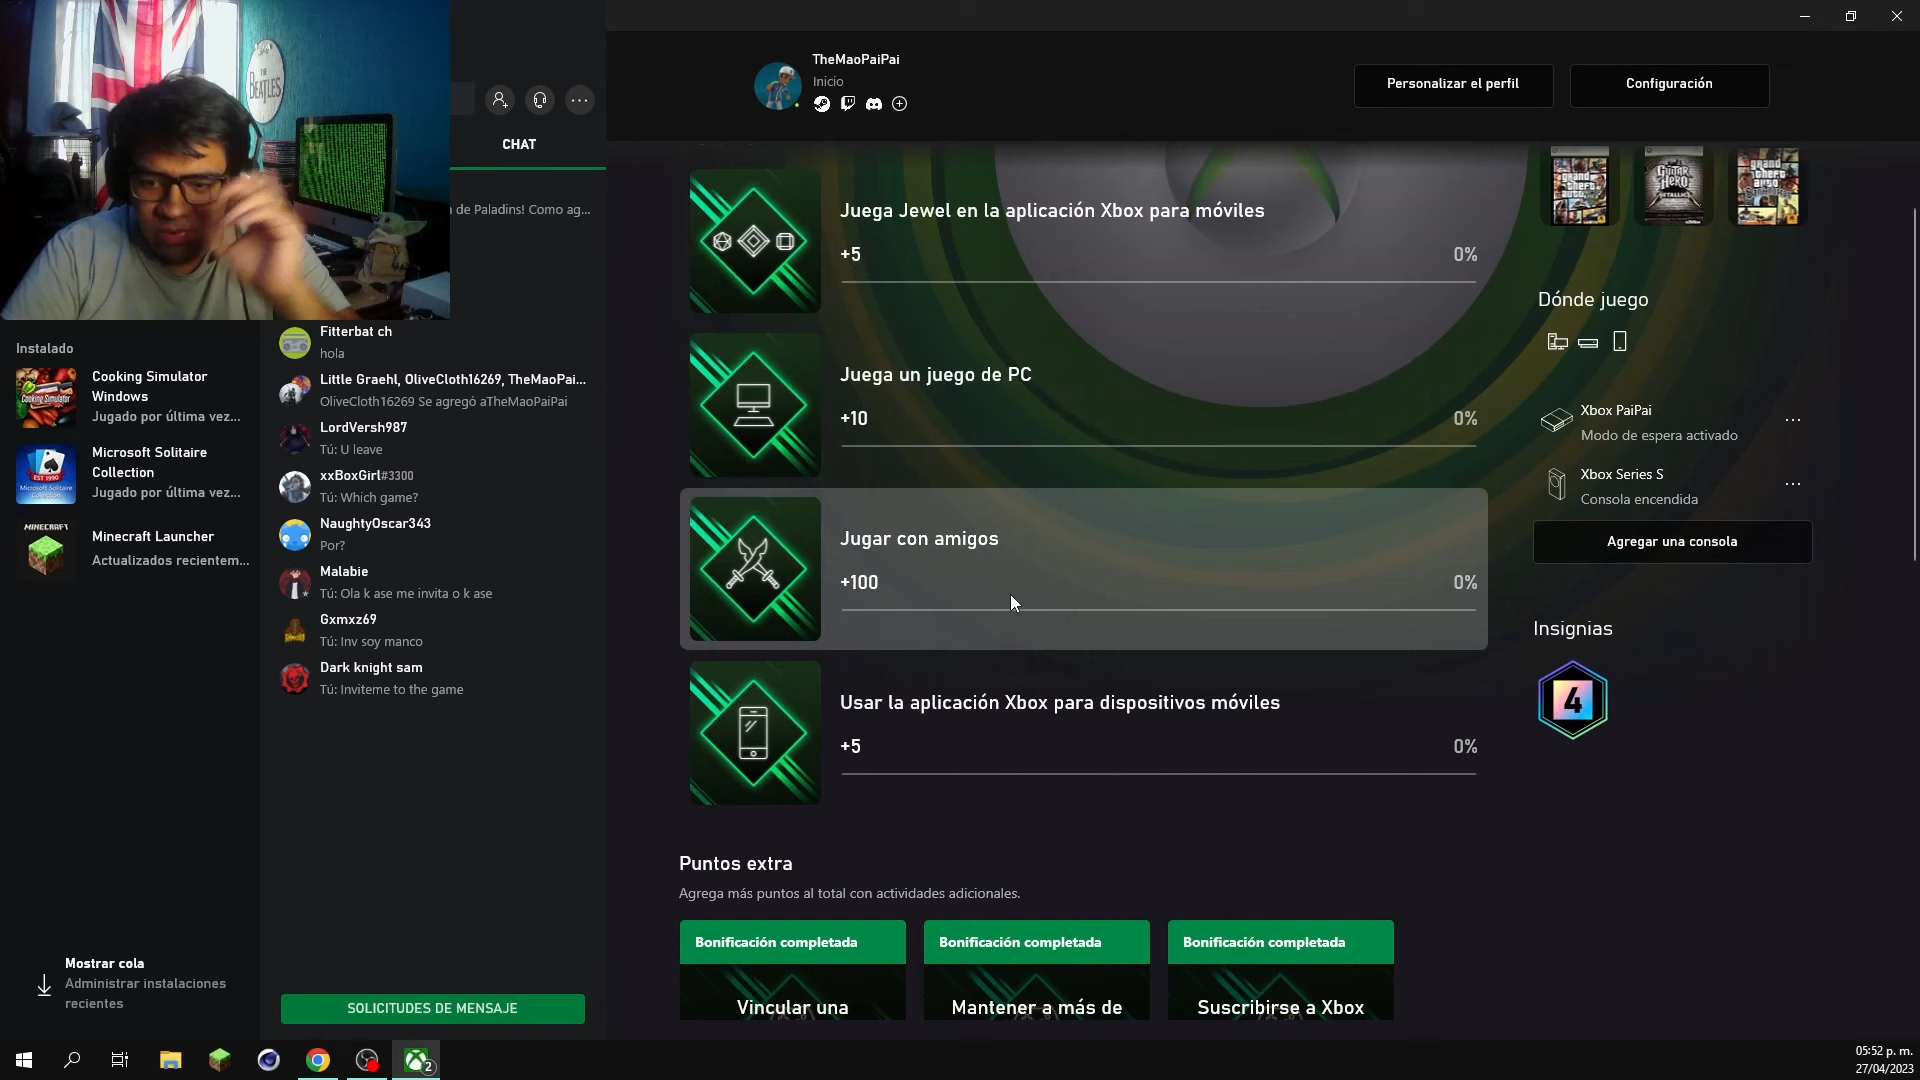 THE
BEATLES
CHAT
de Paladins! Como ag...
Instalado
Cooking Simulator
Windows
Jugado por última vez...
Microsoft Solitaire
Collection
Jugado por última vez...
Minecraft Launcher
Actualizados recientem...
Mostrar cola
Administrar instalaciones
recientes
Fitterbat ch
hola
Little Graehl, OliveCloth16269, TheMaoPai...
OliveCloth16269 Se agregó aTheMaoPaiPai
LordVersh987
Tú: U leave
xxBoxGirl#3300
Tú: Which game?
NaughtyOscar343
Por?
Malabie
Tú: Ola k ase me invita o k ase
Gxmxz69
Tú: Inv soy manco
Dark knight sam
Tú: Inviteme to the game
SOLICITUDES DE MENSAJE
TheMaoPaiPai
Inicio
Personalizar el perfil
Configuración
Juega Jewel en la aplicación Xbox para móviles
+5
0%
Juega un juego de PC
+10
0%
Jugar con amigos
+100
0%
Usar la aplicación Xbox para dispositivos móviles
+5
0%
Puntos extra
Agrega más puntos al total con actividades adicionales.
Bonificación completada
Vincular una
Bonificación completada
Mantener a más de
Bonificación completada
Suscribirse a Xbox
Dónde juego
Xbox PaiPai
Modo de espera activado
Xbox Series S
Consola encendida
Agregar una consola
Insignias
4
2
05:52 p. m.
27/04/2023